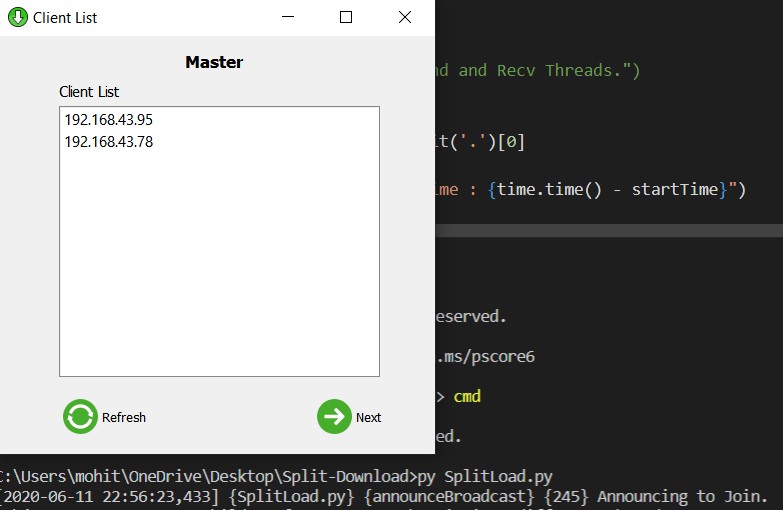 Client List
Master
Client List
192.168.43.95
192.168.43.78
Refresh
Next
nd and Recv Threads.")
it('.')[0]
ime : {time.time() - startTime}")
eserved.
.ms/pscore6
> cmd
ed.
C:\Users\mohit\OneDrive\Desktop\Split-Download>py SplitLoad.py
[2020-06-11 22:56:23,433] {SplitLoad.py} {announceBroadcast} {245} Announcing to Join.